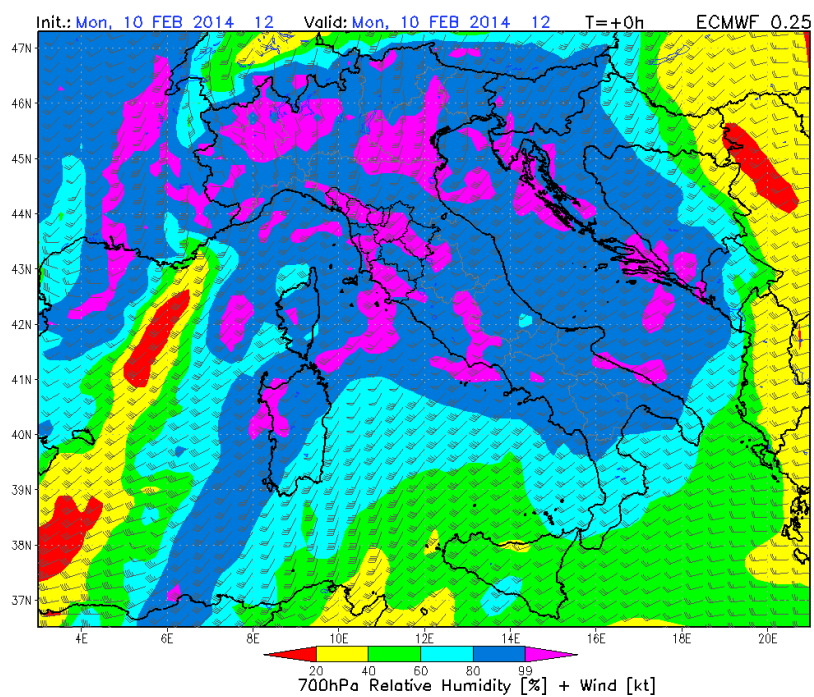 Init.: Mon, 10 FEB 2014 12 Valid: Mon, 10 FEB 2014 12 T=+0h ECMWF 0.25
47N
46N
45N
44N
43N
42N
41N
40N
39N
38N
37N
4E 6E 8E 10E 12E 14E 16E 18E 20E
20 40 60 80 99
700hPa Relative Humidity [%] + Wind [kt]